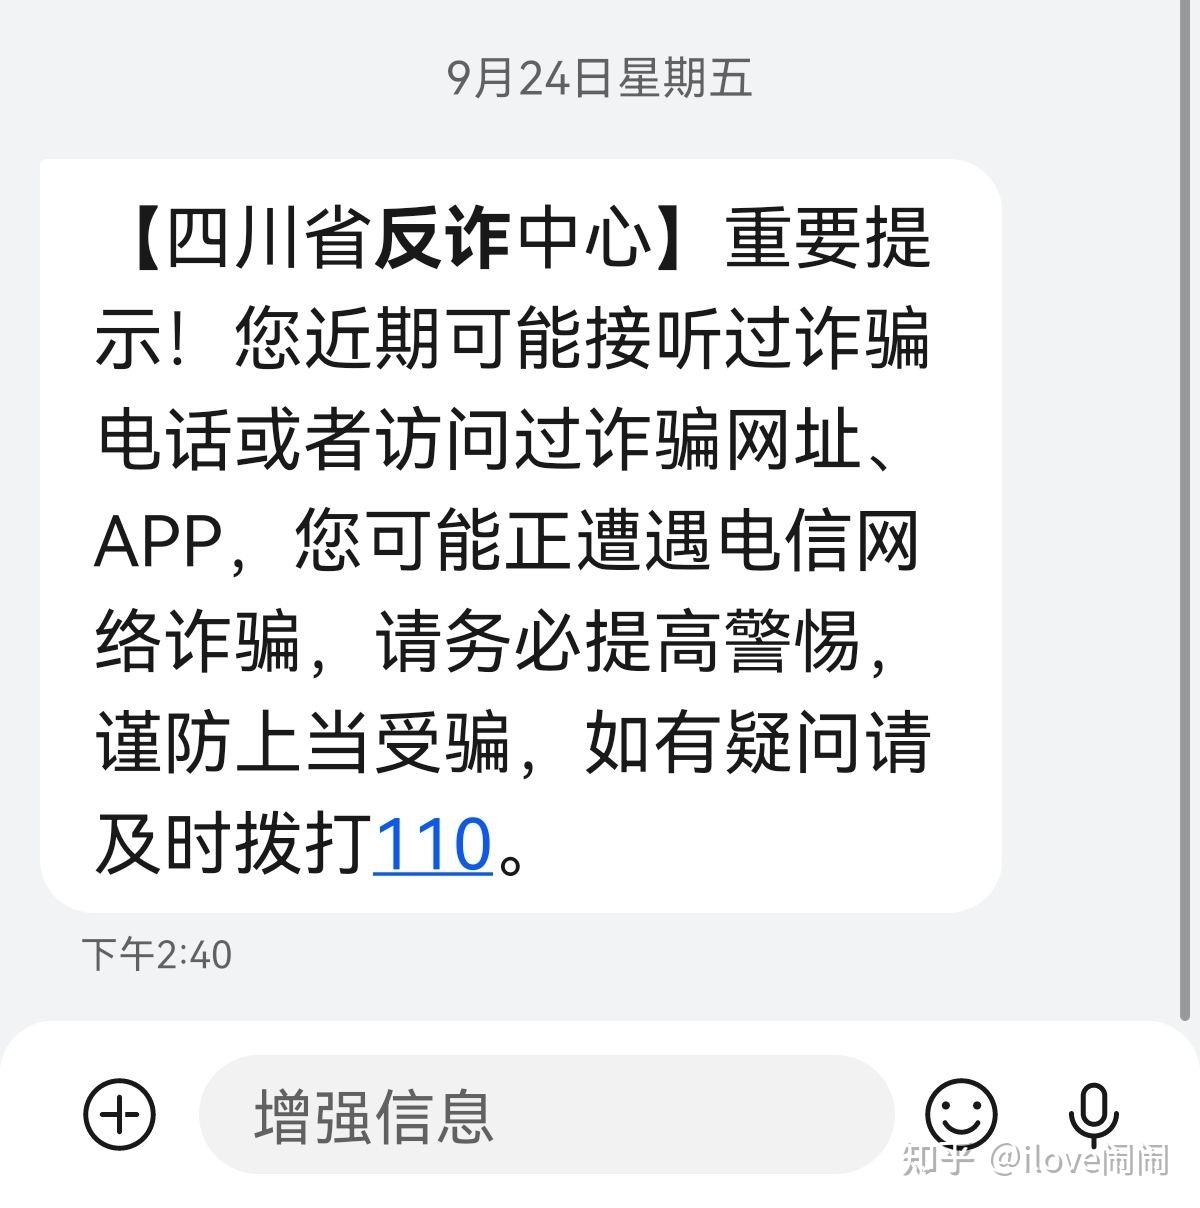 9月24日星期五
【四川省反诈中心】重要提
示！您近期可能接听过诈骗
电话或者访问过诈骗网址、
APP，您可能正遭遇电信网
络诈骗，请务必提高警惕，
谨防上当受骗，如有疑问请
及时拨打110。
下午2:40
增强信息
知乎 @ilove闹闹